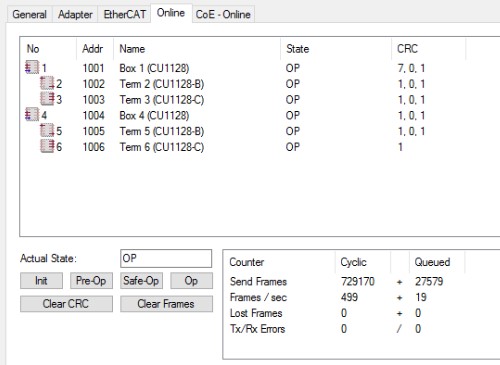 General Adapter EtherCAT Online CoE - Online
No Addr Name State CRC
1 1001 Box 1 (CU1128) OP 7, 0, 1
2 1002 Term 2 (CU1128-B) OP 1, 0, 1
3 1003 Term 3 (CU1128-C) OP 1, 0, 1
4 1004 Box 4 (CU1128) OP 1, 0, 1
5 1005 Term 5 (CU1128-B) OP 1, 0, 1
6 1006 Term 6 (CU1128-C) OP 1
Actual State: OP Counter Cyclic Queued
Init Pre-Op Safe-Op Op Send Frames 729170 + 27579
Frames / sec 499 + 19
Clear CRC Clear Frames Lost Frames 0 + 0
Tx/Rx Errors 0 / 0